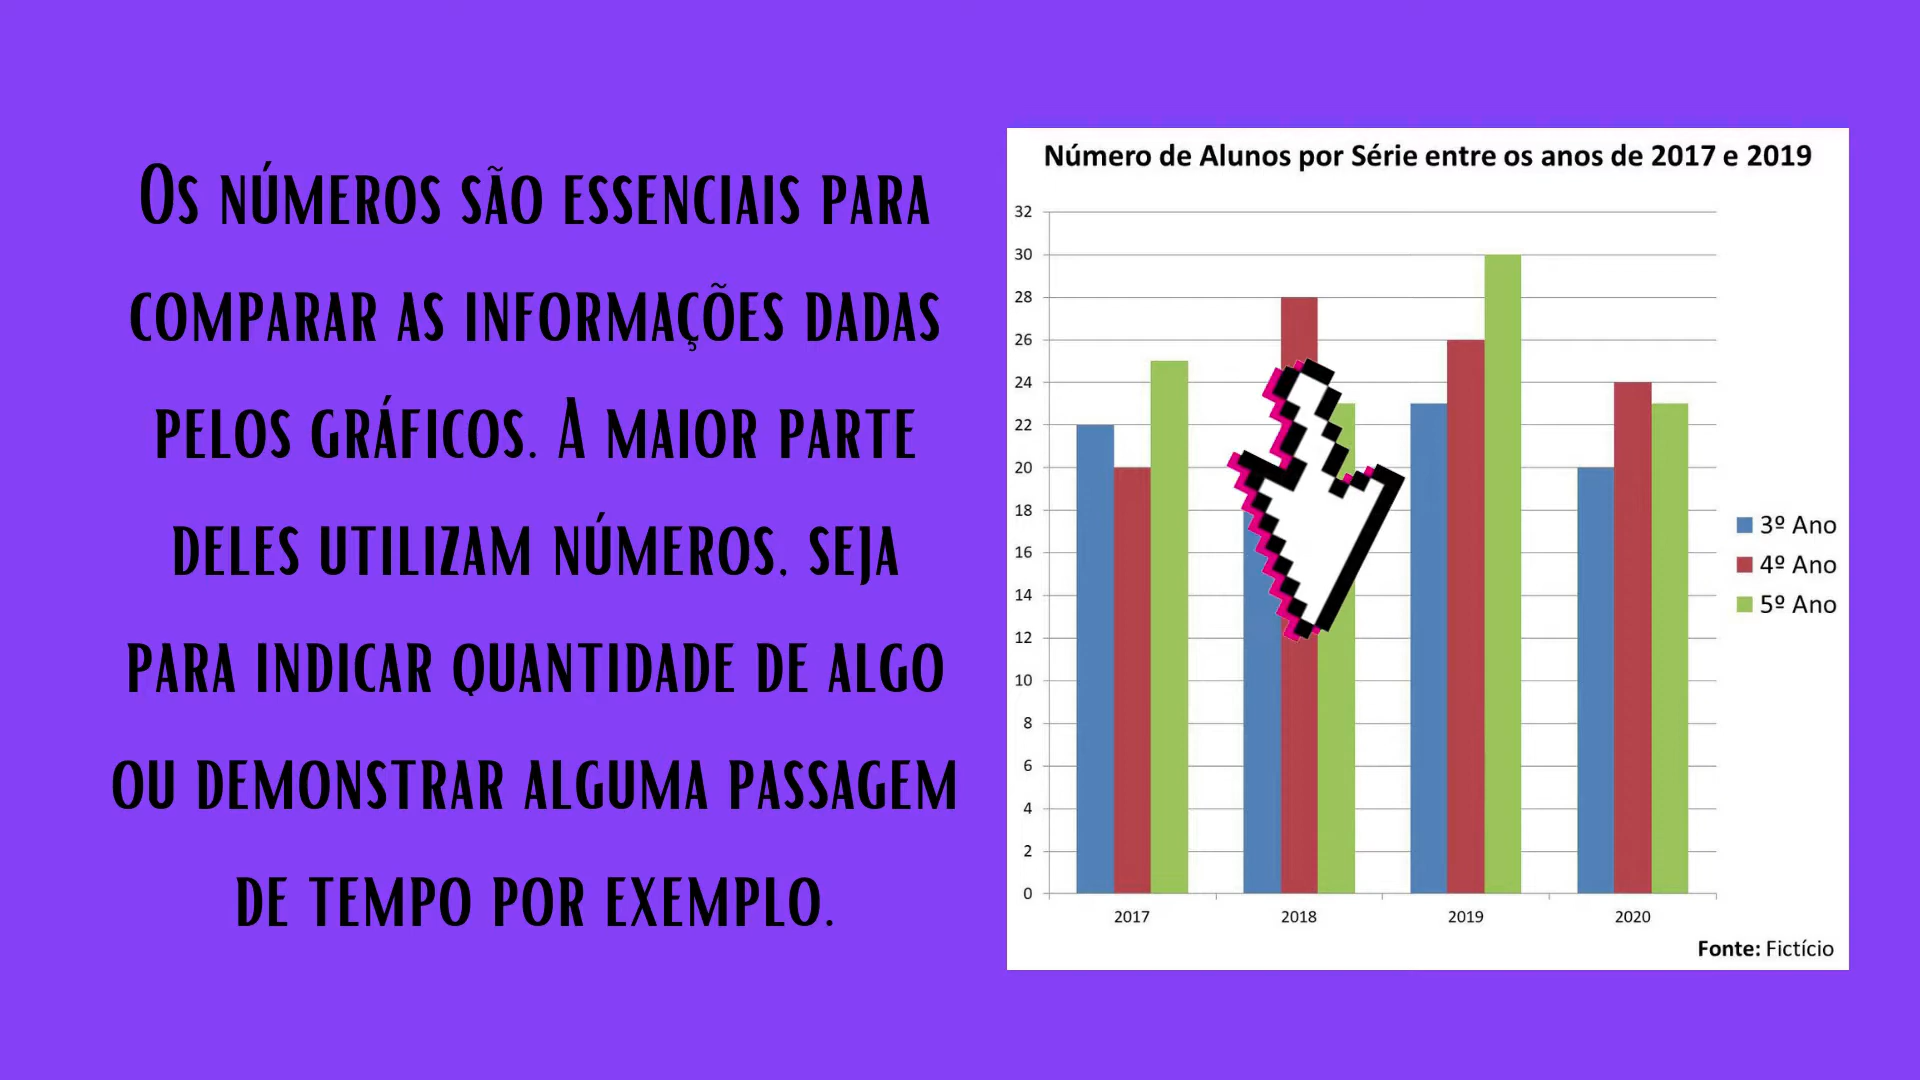 Os números são essenciais para
comparar as informações dadas
pelos gráficos. A maior parte
deles utilizam números, seja
para indicar quantidade de algo
ou demonstrar alguma passagem
de tempo por exemplo.
Número de Alunos por Série entre os anos de 2017 e 2019
32
30
28
26
24
22
20
18
16
14
12
10
8
6
4
2
0
2017 2018 2019 2020
3º Ano
4º Ano
5º Ano
Fonte: Fictício